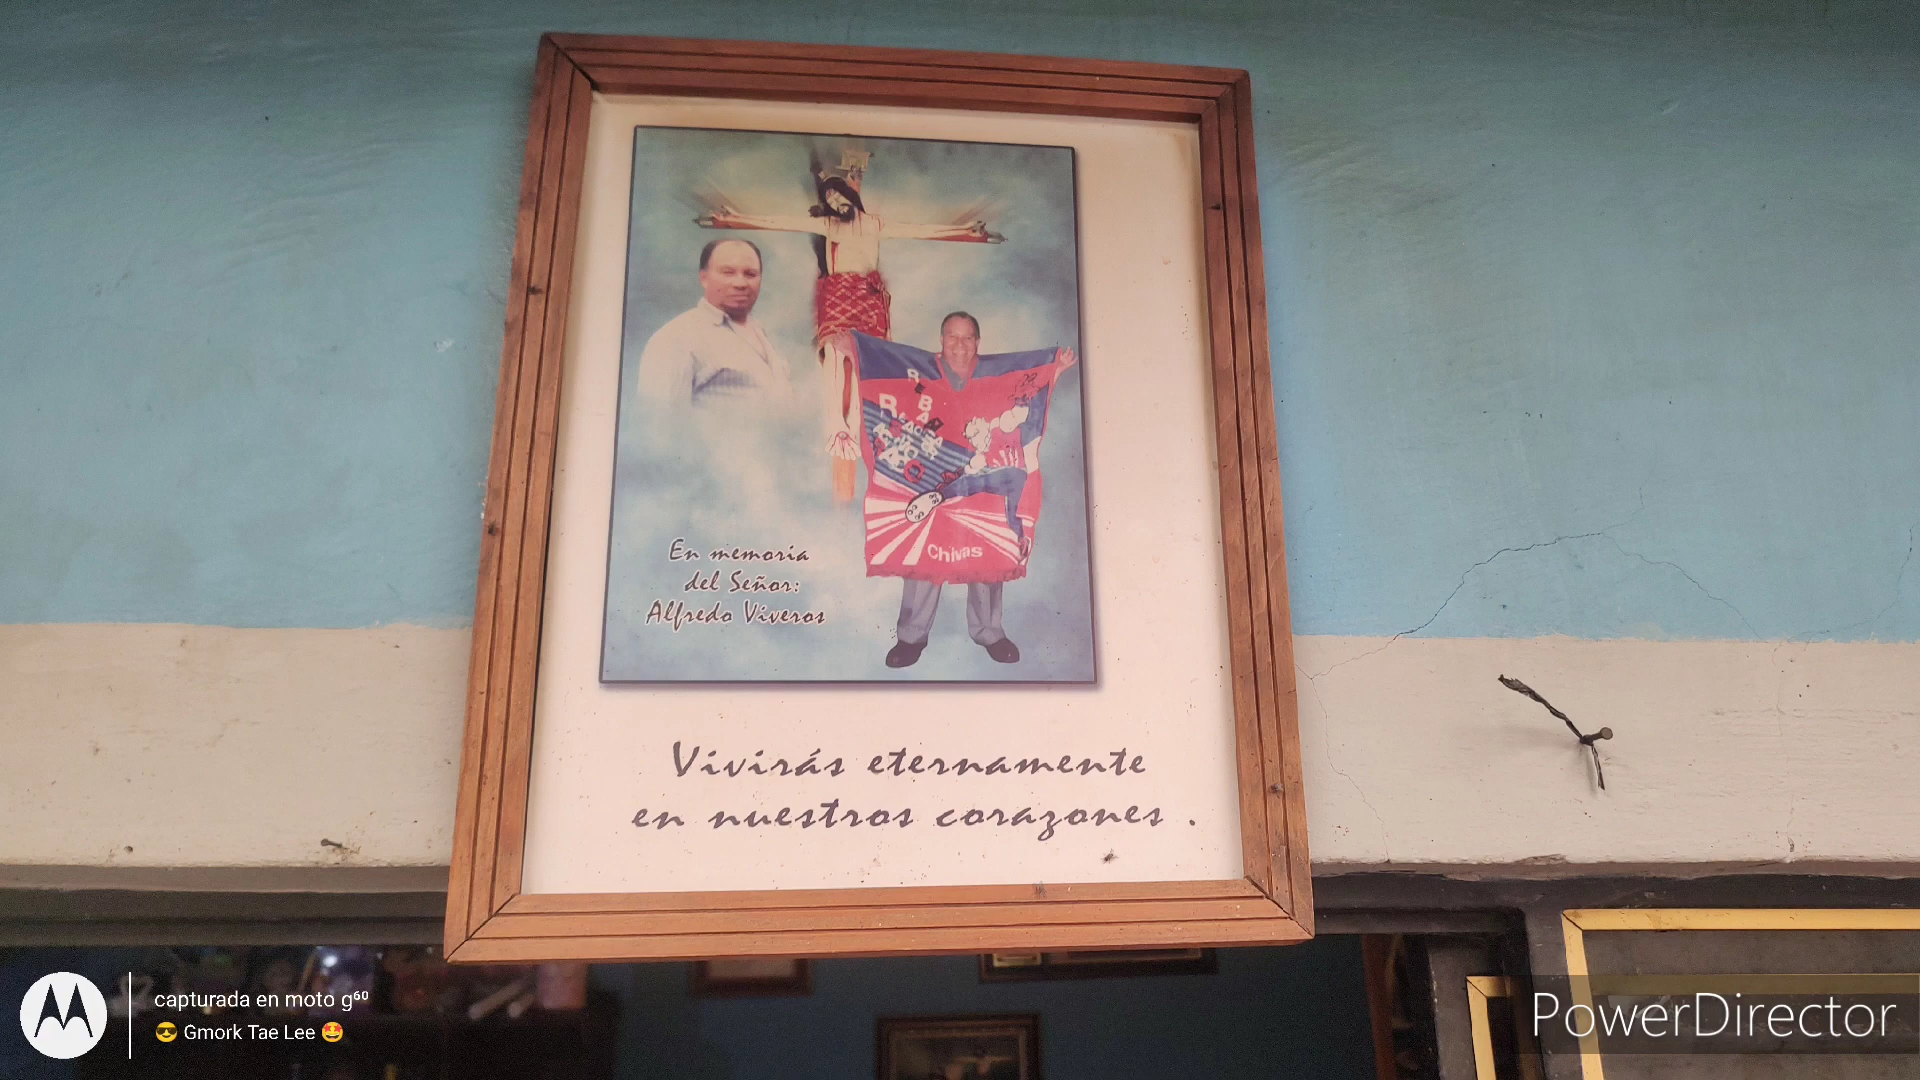 En memoria
del Señor:
Alfredo Viveros
Chivas
Vivirás eternamente
en nuestros corazones .
capturada en moto g⁶⁰
😎 Gmork Tae Lee 🤩
PowerDirector